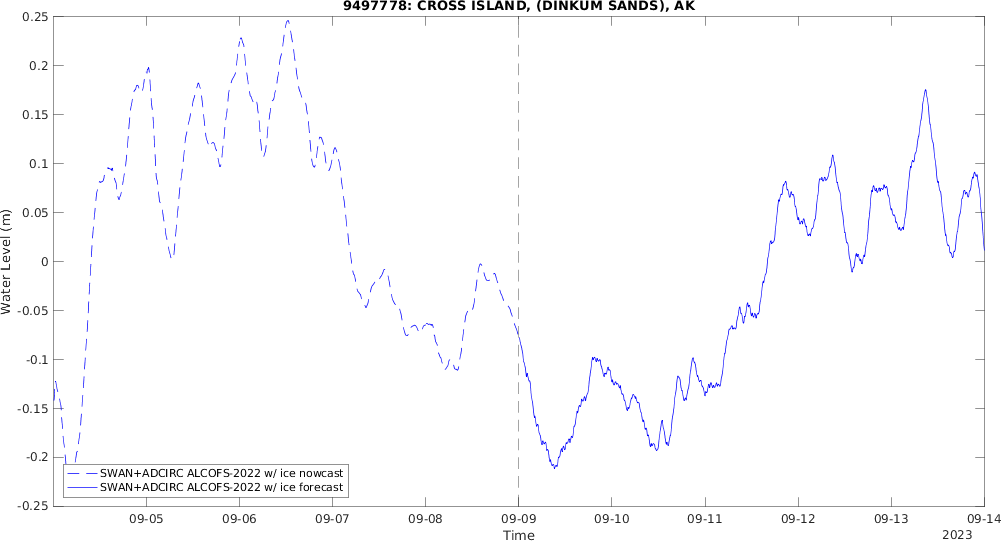 9497778: CROSS ISLAND, (DINKUM SANDS), AK
0.25
0.2
0.15
0.1
0.05
0
-0.05
-0.1
-0.15
-0.2
-0.25
Water Level (m)
SWAN+ADCIRC ALCOFS-2022 w/ ice nowcast
SWAN+ADCIRC ALCOFS-2022 w/ ice forecast
09-05 09-06 09-07 09-08 09-09 09-10 09-11 09-12 09-13 09-14
Time
2023